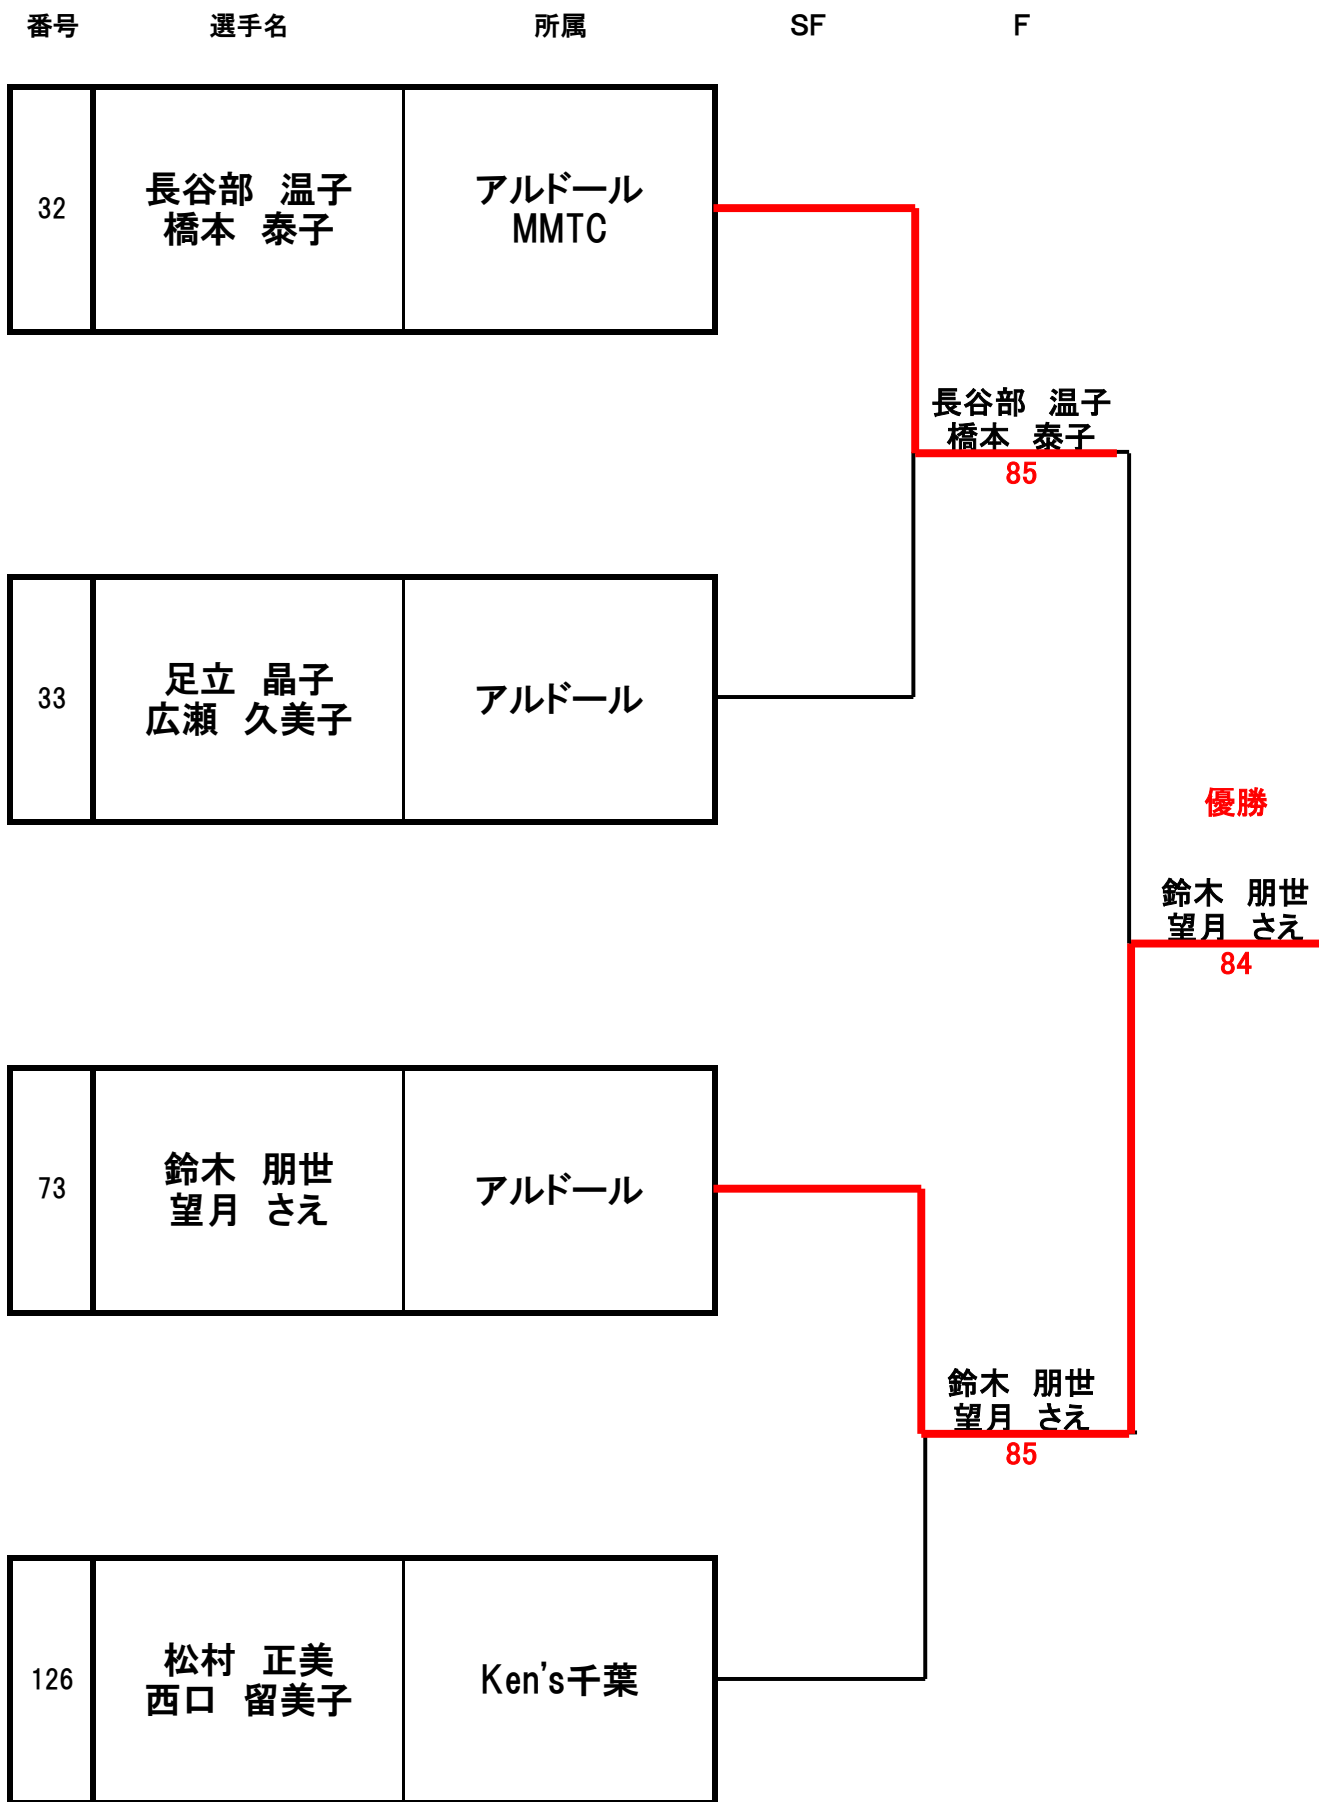 番号 選手名 所属 SF F
32
長谷部 温子
橋本 泰子
アルドール
MMTC
長谷部 温子
橋本 泰子
85
33
足立 晶子
広瀬 久美子
アルドール
優勝
鈴木 朋世
望月 さえ
84
73
鈴木 朋世
望月 さえ
アルドール
鈴木 朋世
望月 さえ
85
126
松村 正美
西口 留美子
Ken's千葉